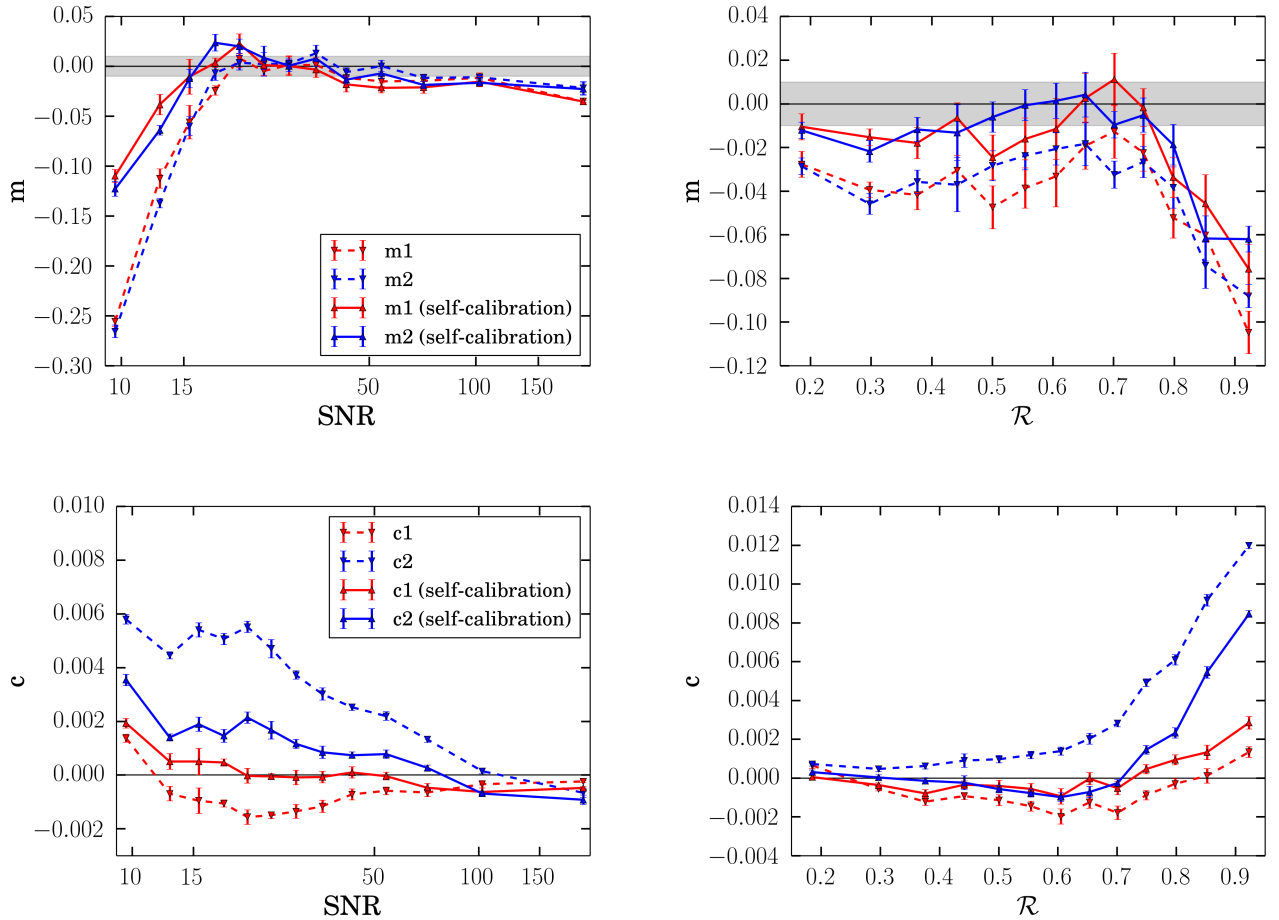 0.05
0.00
−0.05
−0.10
−0.15
−0.20
−0.25
−0.30
m
10 15 50 100 150
SNR
m1
m2
m1 (self-calibration)
m2 (self-calibration)
0.04
0.02
0.00
−0.02
−0.04
−0.06
−0.08
−0.10
−0.12
m
0.2 0.3 0.4 0.5 0.6 0.7 0.8 0.9
ℛ
0.010
0.008
0.006
0.004
0.002
0.000
−0.002
c
10 15 50 100 150
SNR
c1
c2
c1 (self-calibration)
c2 (self-calibration)
0.014
0.012
0.010
0.008
0.006
0.004
0.002
0.000
−0.002
−0.004
c
0.2 0.3 0.4 0.5 0.6 0.7 0.8 0.9
ℛ